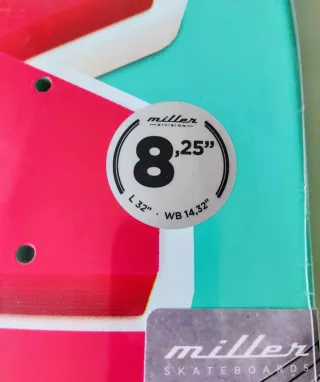 miller
DIVISION
8,25"
L 32" · WB 14,32"
miller
SKATEBOARDS